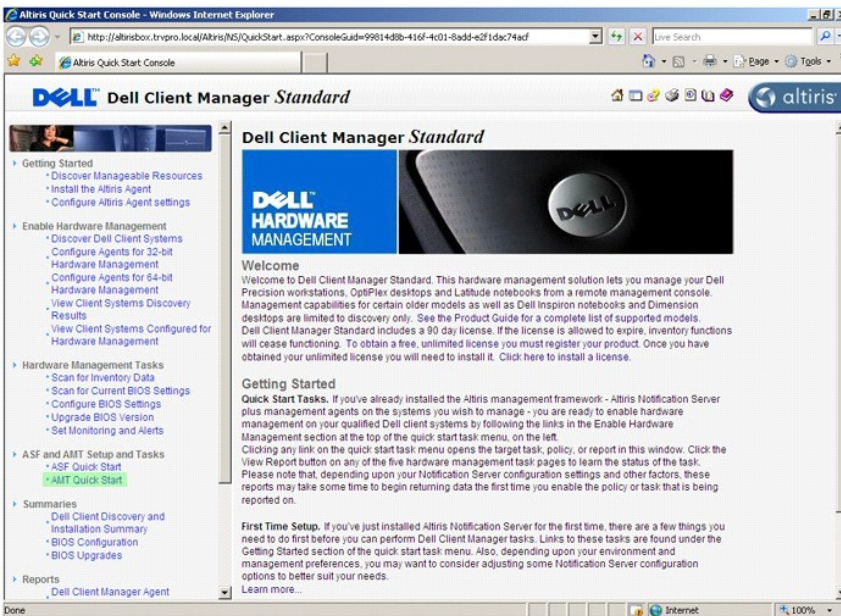 Altiris Quick Start Console - Windows Internet Explorer
http://altirisbox.trvpro.local/Altiris/NS/QuickStart.aspx?ConsoleGuid=99814d8b-416f-4c01-8add-e2f1dac74acf
Live Search
Altiris Quick Start Console
Page
Tools
DELL™ Dell Client Manager Standard
altiris
Getting Started
Discover Manageable Resources
Install the Altiris Agent
Configure Altiris Agent settings
Enable Hardware Management
Discover Dell Client Systems
Configure Agents for 32-bit
Hardware Management
Configure Agents for 64-bit
Hardware Management
View Client Systems Discovery
Results
View Client Systems Configured for
Hardware Management
Hardware Management Tasks
Scan for Inventory Data
Scan for Current BIOS Settings
Configure BIOS Settings
Upgrade BIOS Version
Set Monitoring and Alerts
ASF and AMT Setup and Tasks
ASF Quick Start
AMT Quick Start
Summaries
Dell Client Discovery and
Installation Summary
BIOS Configuration
BIOS Upgrades
Reports
Dell Client Manager Agent
Dell Client Manager Standard
DELL™
HARDWARE
MANAGEMENT
DELL
Welcome
Welcome to Dell Client Manager Standard. This hardware management solution lets you manage your Dell
Precision workstations, OptiPlex desktops and Latitude notebooks from a remote management console.
Management capabilities for certain older models as well as Dell Inspiron notebooks and Dimension
desktops are limited to discovery only. See the Product Guide for a complete list of supported models.
Dell Client Manager Standard includes a 90 day license. If the license is allowed to expire, inventory functions
will cease functioning. To obtain a free, unlimited license you must register your product. Once you have
obtained your unlimited license you will need to install it. Click here to install a license.
Getting Started
Quick Start Tasks. If you've already installed the Altiris management framework - Altiris Notification Server
plus management agents on the systems you wish to manage - you are ready to enable hardware
management on your qualified Dell client systems by following the links in the Enable Hardware
Management section at the top of the quick start task menu, on the left.
Clicking any link on the quick start task menu opens the target task, policy, or report in this window. Click the
View Report button on any of the five hardware management task pages to learn the status of the task.
Please note that, depending upon your Notification Server configuration settings and other factors, these
reports may take some time to begin returning data the first time you enable the policy or task that is being
reported on.
First Time Setup. If you've just installed Altiris Notification Server for the first time, there are a few things you
need to do first before you can perform Dell Client Manager tasks. Links to these tasks are found under the
Getting Started section of the quick start task menu. Also, depending upon your environment and
management preferences, you may want to consider adjusting some Notification Server configuration
options to better suit your needs.
Learn more...
Done
Internet
100%